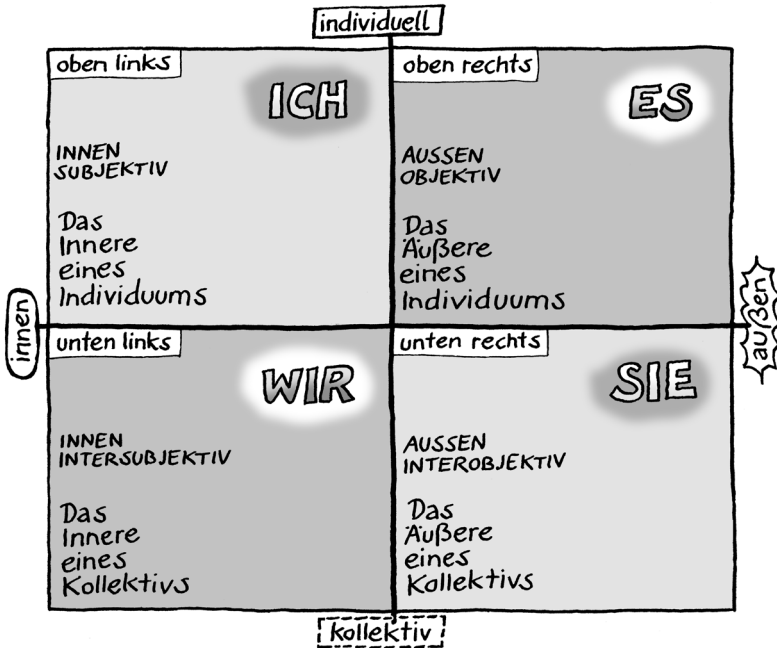 individuell
oben links
ICH
INNEN
SUBJEKTIV
Das
Innere
eines
Individuums
oben rechts
ES
AUSSEN
OBJEKTIV
Das
Äußere
eines
Individuums
innen
außen
unten links
WIR
INNEN
INTERSUBJEKTIV
Das
Innere
eines
Kollektivs
unten rechts
SIE
AUSSEN
INTEROBJEKTIV
Das
Äußere
eines
Kollektivs
kollektiv